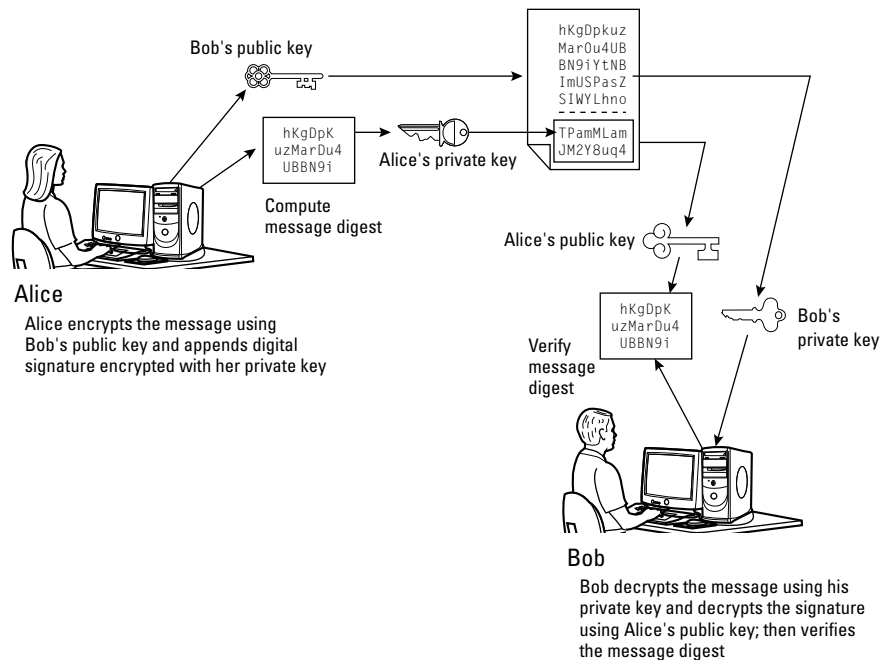 Bob's public key
hKgDpkuz
MarOu4UB
BN9iYtNB
ImUSPasZ
SIWYLhno
TPamMLam
JM2Y8uq4
hKgDpK
uzMarDu4
UBBN9i
Alice's private key
Compute
message digest
Alice's public key
Alice
Alice encrypts the message using
Bob's public key and appends digital
signature encrypted with her private key
hKgDpK
uzMarDu4
UBBN9i
Bob's
private key
Verify
message
digest
Bob
Bob decrypts the message using his
private key and decrypts the signature
using Alice's public key; then verifies
the message digest